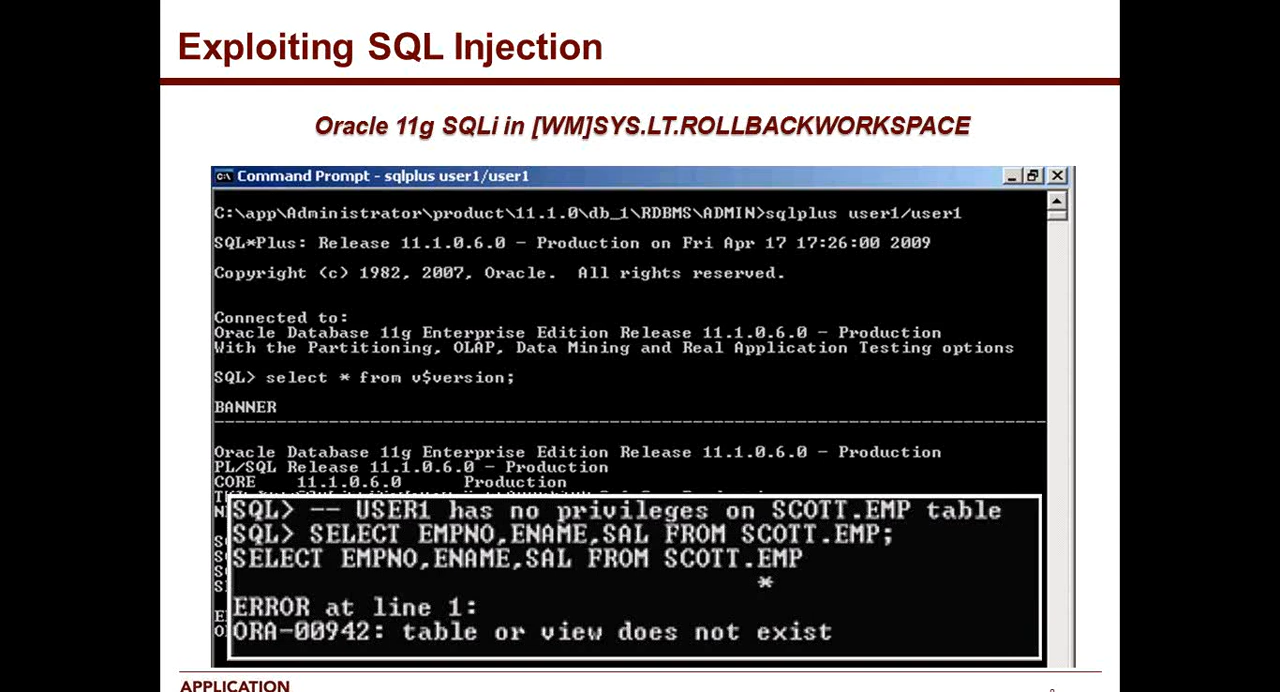 Exploiting SQL Injection
Oracle 11g SQLi in [WM]SYS.LT.ROLLBACKWORKSPACE
Command Prompt - sqlplus user1/user1
C:\app\Administrator\product\11.1.0\db_1\RDBMS\ADMIN>sqlplus user1/user1
SQL*Plus: Release 11.1.0.6.0 - Production on Fri Apr 17 17:26:00 2009
Copyright (c) 1982, 2007, Oracle.  All rights reserved.
Connected to:
Oracle Database 11g Enterprise Edition Release 11.1.0.6.0 - Production
With the Partitioning, OLAP, Data Mining and Real Application Testing options
SQL> select * from v$version;
BANNER
--------------------------------------------------------------------------------
Oracle Database 11g Enterprise Edition Release 11.1.0.6.0 - Production
PL/SQL Release 11.1.0.6.0 - Production
CORE    11.1.0.6.0      Production
SQL> -- USER1 has no privileges on SCOTT.EMP table
SQL> SELECT EMPNO,ENAME,SAL FROM SCOTT.EMP;
SELECT EMPNO,ENAME,SAL FROM SCOTT.EMP
*
ERROR at line 1:
ORA-00942: table or view does not exist
APPLICATION